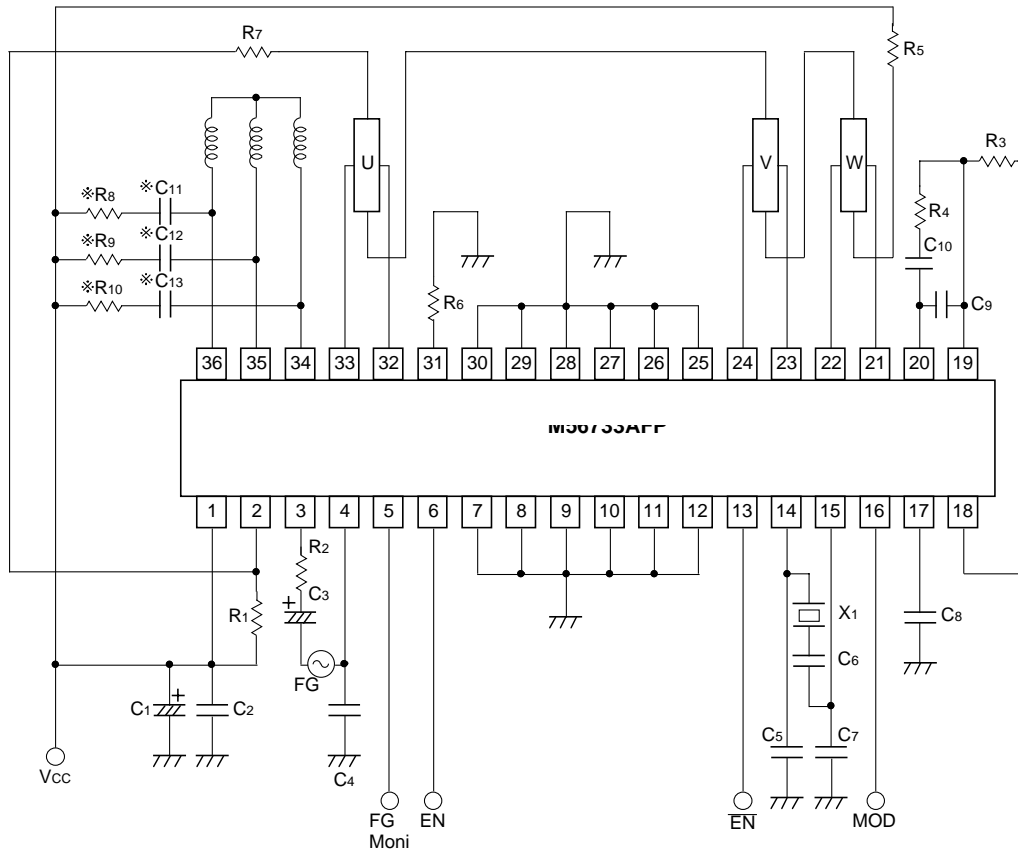 R7
R5
R3
U
V
W
※R8
※C11
R4
※R9
※C12
C10
※R10
※C13
R6
C9
36 35 34 33 32 31 30 29 28 27 26 25 24 23 22 21 20 19
1 2 3 4 5 6 7 8 9 10 11 12 13 14 15 16 17 18
R2
C3
+
R1
X1
C8
C6
FG
C1
+
C2
C5
C7
VCC
C4
FG
Moni
EN
EN
MOD